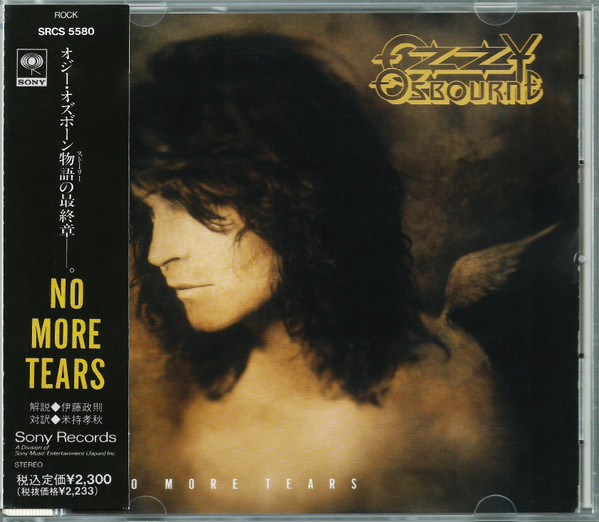 ROCK
SRCS 5580
SONY
オジー・オズボーン物語の最終章――。
ストーリー
NO
MORE
TEARS
解説◆伊藤政則
対訳◆米持孝秋
Sony Records
A Division of
Sony Music Entertainment (Japan) Inc.
STEREO
税込定価¥2,300
(税抜価格¥2,233)
OZZY
OSBOURNE
O MORE TEARS